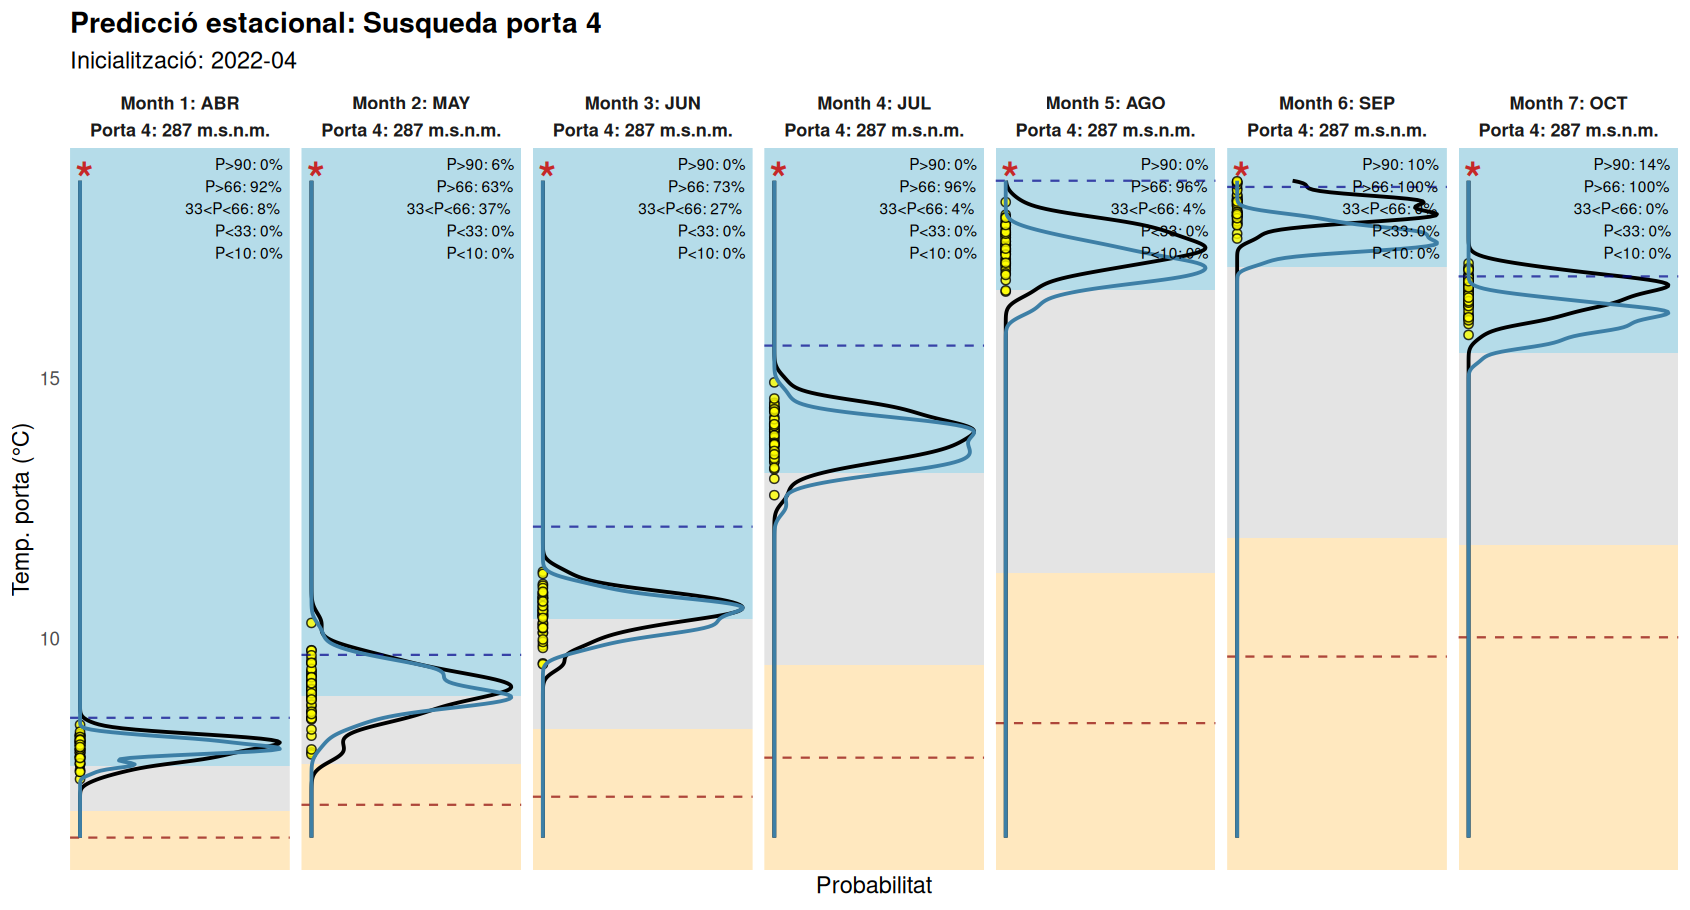 Predicció estacional: Susqueda porta 4
Inicialització: 2022-04
Month 1: ABR
Porta 4: 287 m.s.n.m.
Month 2: MAY
Porta 4: 287 m.s.n.m.
Month 3: JUN
Porta 4: 287 m.s.n.m.
Month 4: JUL
Porta 4: 287 m.s.n.m.
Month 5: AGO
Porta 4: 287 m.s.n.m.
Month 6: SEP
Porta 4: 287 m.s.n.m.
Month 7: OCT
Porta 4: 287 m.s.n.m.
P>90: 0%
P>66: 92%
33<P<66: 8%
P<33: 0%
P<10: 0%
P>90: 6%
P>66: 63%
33<P<66: 37%
P<33: 0%
P<10: 0%
P>90: 0%
P>66: 73%
33<P<66: 27%
P<33: 0%
P<10: 0%
P>90: 0%
P>66: 96%
33<P<66: 4%
P<33: 0%
P<10: 0%
P>90: 0%
P>66: 96%
33<P<66: 4%
P<33: 0%
P<10: 0%
P>90: 10%
P>66: 100%
33<P<66: 0%
P<33: 0%
P<10: 0%
P>90: 14%
P>66: 100%
33<P<66: 0%
P<33: 0%
P<10: 0%
15
10
Temp. porta (°C)
Probabilitat